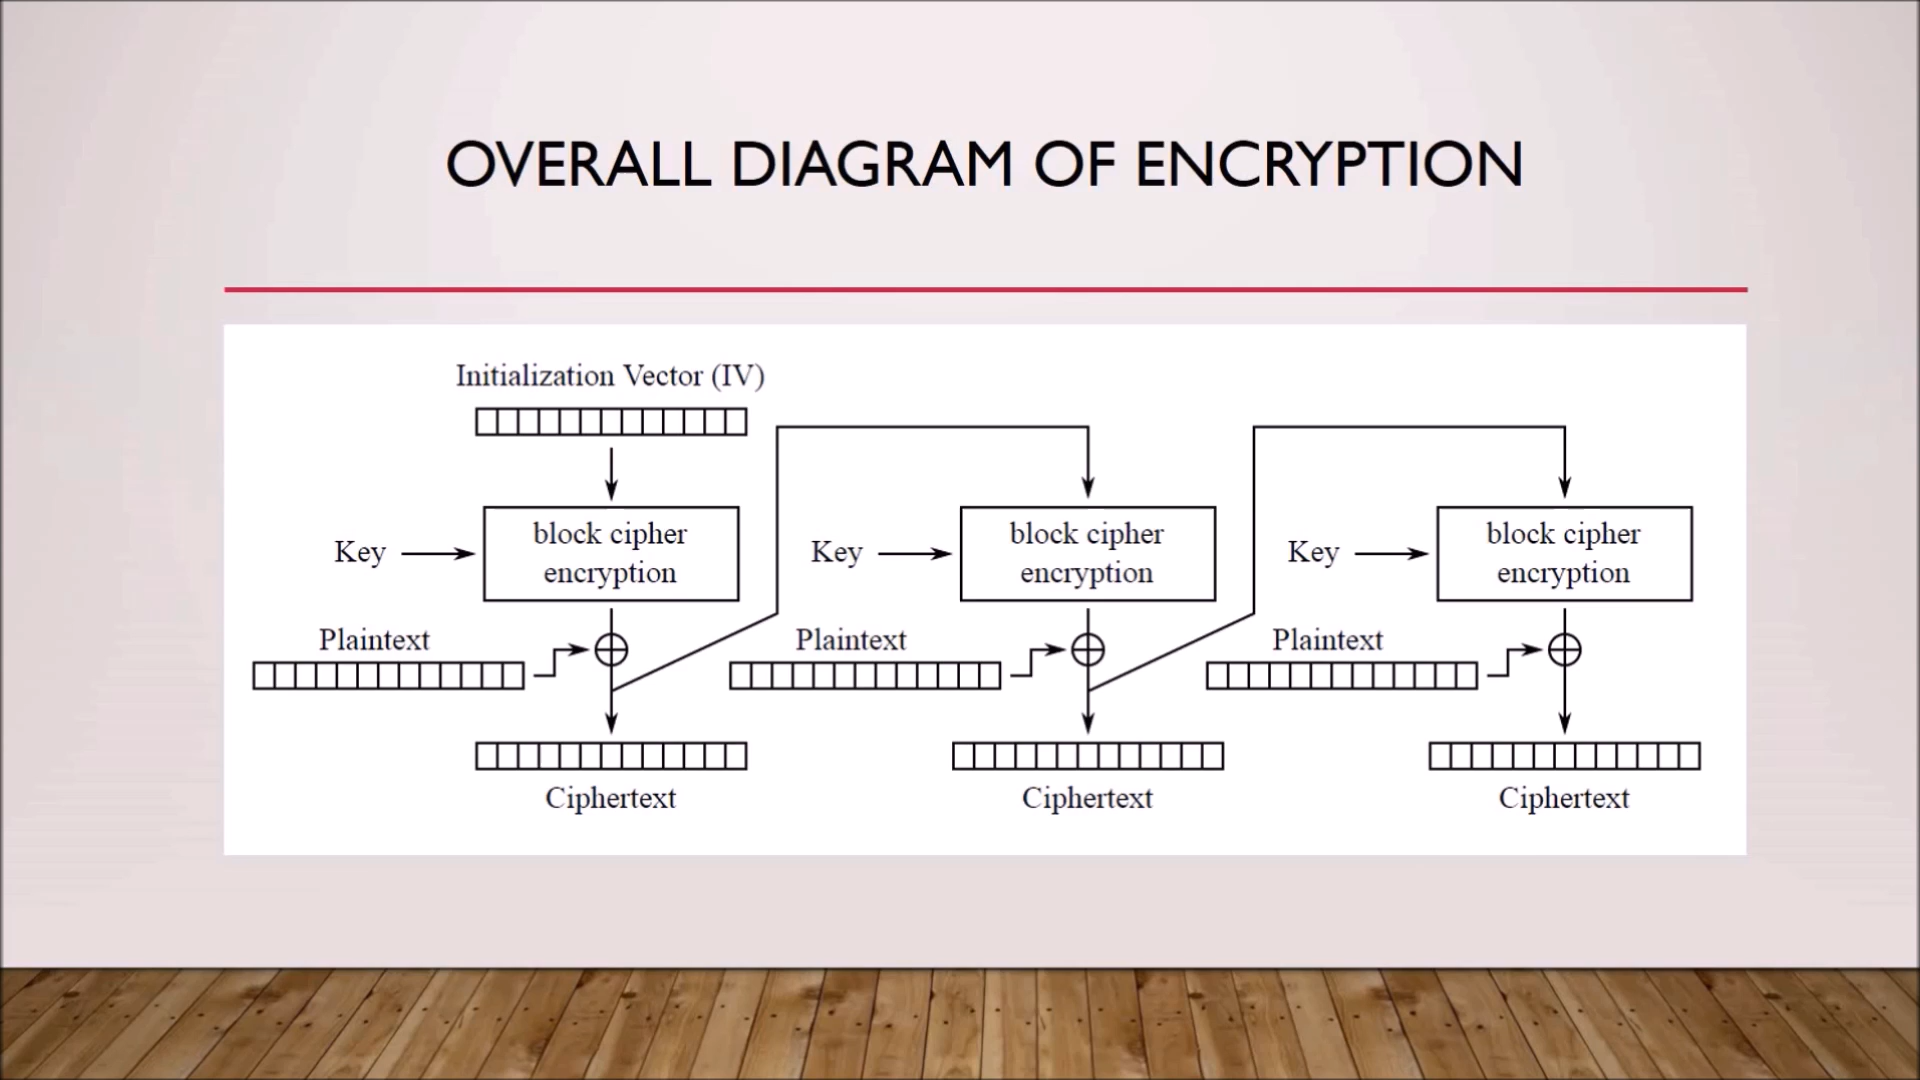 OVERALL DIAGRAM OF ENCRYPTION
Initialization Vector (IV)
Key
block cipher
encryption
Key
block cipher
encryption
Key
block cipher
encryption
Plaintext
Plaintext
Plaintext
Ciphertext
Ciphertext
Ciphertext